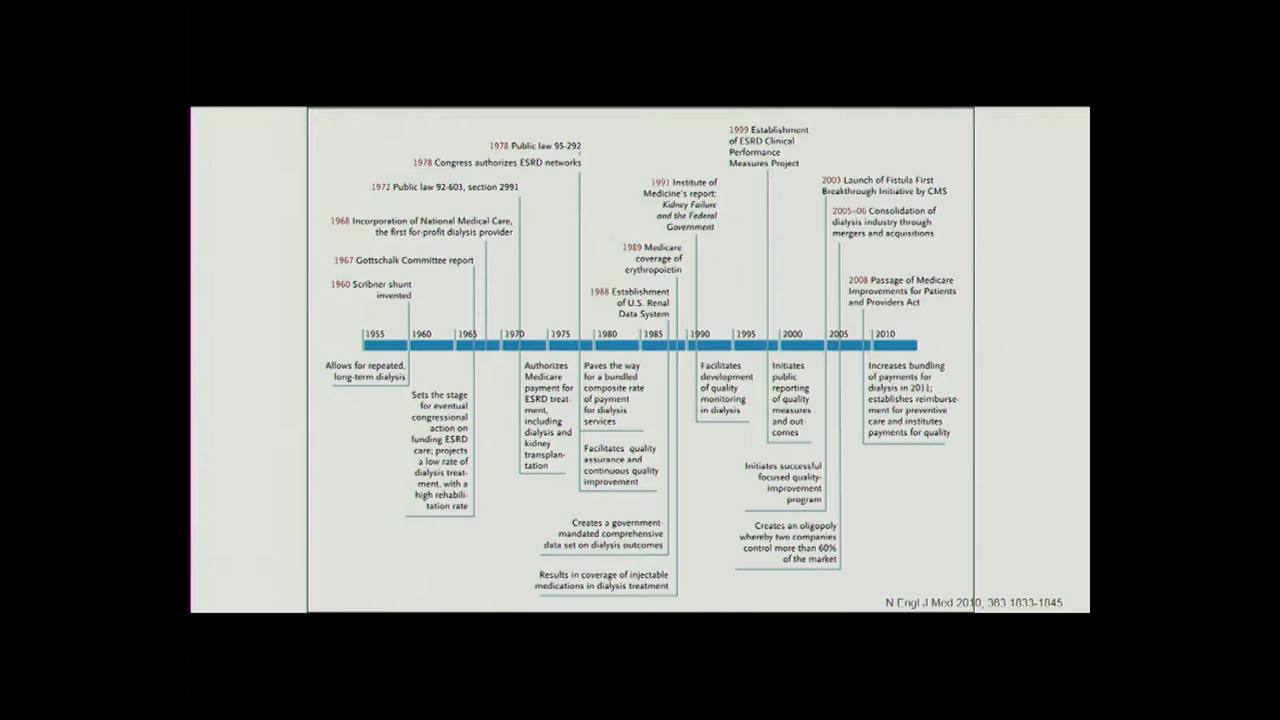 1978 Public law 95-292
1978 Congress authorizes ESRD networks
1972 Public law 92-603, section 2991
1968 Incorporation of National Medical Care,
the first for-profit dialysis provider
1967 Gottschalk Committee report
1960 Scribner shunt
invented
1999 Establishment
of ESRD Clinical
Performance
Measures Project
1991 Institute of
Medicine's report:
Kidney Failure
and the Federal
Government
1989 Medicare
coverage of
erythropoietin
1988 Establishment
of U.S. Renal
Data System
2003 Launch of Fistula First
Breakthrough Initiative by CMS
2005–06 Consolidation of
dialysis industry through
mergers and acquisitions
2008 Passage of Medicare
Improvements for Patients
and Providers Act
1955 1960 1965 1970 1975 1980 1985 1990 1995 2000 2005 2010
Allows for repeated,
long-term dialysis
Sets the stage
for eventual
congressional
action on
funding ESRD
care; projects
a low rate of
dialysis treat-
ment, with a
high rehabili-
tation rate
Authorizes
Medicare
payment for
ESRD treat-
ment,
including
dialysis and
kidney
transplan-
tation
Paves the way
for a bundled
composite rate
of payment
for dialysis
services
Facilitates quality
assurance and
continuous quality
improvement
Creates a government-
mandated comprehensive
data set on dialysis outcomes
Results in coverage of injectable
medications in dialysis treatment
Facilitates
development
of quality
monitoring
in dialysis
Initiates
public
reporting
of quality
measures
and out-
comes
Initiates successful
focused quality-
improvement
program
Creates an oligopoly
whereby two companies
control more than 60%
of the market
Increases bundling
of payments for
dialysis in 2011;
establishes reimburse-
ment for preventive
care and institutes
payments for quality
N Engl J Med 2010, 363 1833-1845